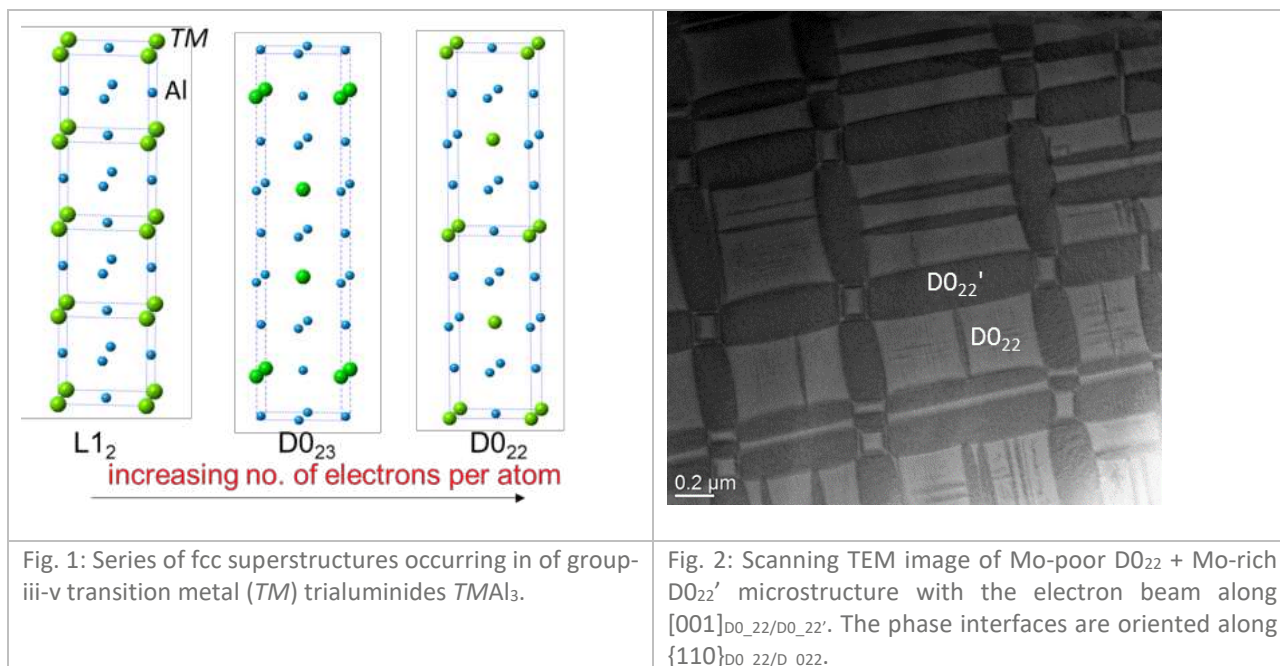 TM
Al
L1₂
D0₂₃
D0₂₂
increasing no. of electrons per atom
D0₂₂'
D0₂₂
0.2 µm
Fig. 1: Series of fcc superstructures occurring in of group-
iii-v transition metal (TM) trialuminides TMAl₃.
Fig. 2: Scanning TEM image of Mo-poor D0₂₂ + Mo-rich
D0₂₂' microstructure with the electron beam along
[001]D0_22/D0_22'. The phase interfaces are oriented along
{110}D0_22/D_022.